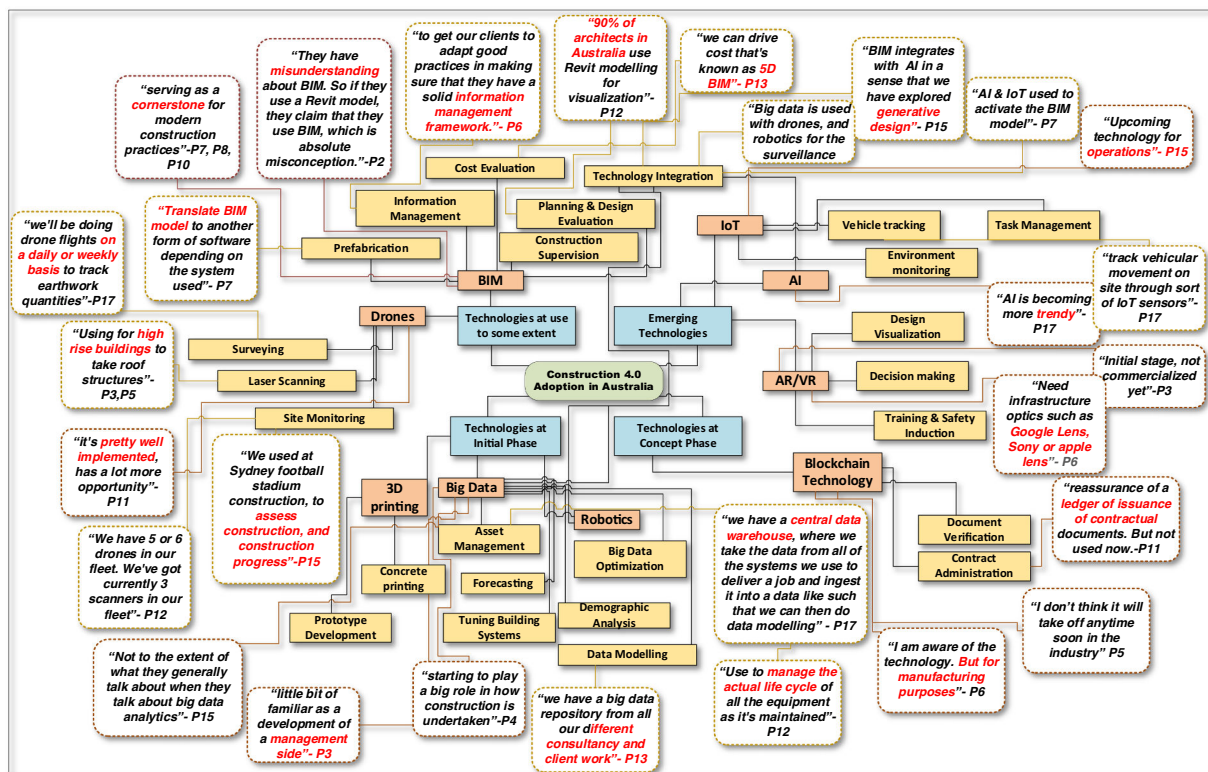 “serving as a
cornerstone for
modern
construction
practices”-P7, P8,
P10
“They have
misunderstanding
about BIM. So if they
use a Revit model,
they claim that they
use BIM, which is
absolute
misconception.”-P2
“to get our clients to
adapt good
practices in making
sure that they have a
solid information
management
framework.”- P6
“90% of
architects in
Australia use
Revit modelling
for
visualization”-
P12
“we can drive
cost that's
known as 5D
BIM”- P13
“Big data is used
with drones, and
robotics for the
surveillance
“BIM integrates
with AI in a
sense that we
have explored
generative
design”- P15
“AI & IoT used to
activate the BIM
model”- P7
“Upcoming
technology for
operations”- P15
Cost Evaluation
Technology Integration
Information
Management
Planning & Design
Evaluation
Prefabrication
Construction
Supervision
BIM
IoT
Vehicle tracking
Task Management
Environment
monitoring
AI
“we'll be doing
drone flights on
a daily or weekly
basis to track
earthwork
quantities”-P17
“Translate BIM
model to another
form of software
depending on
the system
used”- P7
“track vehicular
movement on
site through sort
of IoT sensors”-
P17
“AI is becoming
more trendy”-
P17
Drones
Technologies at use
to some extent
Emerging
Technologies
Design
Visualization
“Using for high
rise buildings to
take roof
structures”-
P3,P5
Surveying
Laser Scanning
Site Monitoring
Construction 4.0
Adoption in Australia
AR/VR
Decision making
Training & Safety
Induction
“Initial stage, not
commercialized
yet”-P3
“Need
infrastructure
optics such as
Google Lens,
Sony or apple
lens”- P6
“it's pretty well
implemented,
has a lot more
opportunity”-
P11
“We used at
Sydney football
stadium
construction, to
assess
construction, and
construction
progress”-P15
Technologies at
Initial Phase
Technologies at
Concept Phase
Blockchain
Technology
3D
printing
Big Data
Robotics
Asset
Management
Big Data
Optimization
Concrete
printing
Forecasting
Prototype
Development
Tuning Building
Systems
Demographic
Analysis
Data Modelling
“We have 5 or 6
drones in our
fleet. We've got
currently 3
scanners in our
fleet”- P12
“we have a central data
warehouse, where we
take the data from all of
the systems we use to
deliver a job and ingest
it into a data like such
that we can then do
data modelling” - P17
Document
Verification
Contract
Administration
“reassurance of a
ledger of issuance
of contractual
documents. But not
used now.-P11
“I don’t think it will
take off anytime
soon in the
industry” P5
“I am aware of the
technology. But for
manufacturing
purposes”- P6
“Not to the extent of
what they generally
talk about when they
talk about big data
analytics”- P15
“little bit of
familiar as a
development of
a management
side”- P3
“starting to play
a big role in how
construction is
undertaken”-P4
“we have a big data
repository from all
our different
consultancy and
client work”- P13
“Use to manage the
actual life cycle of
all the equipment
as it's maintained”-
P12